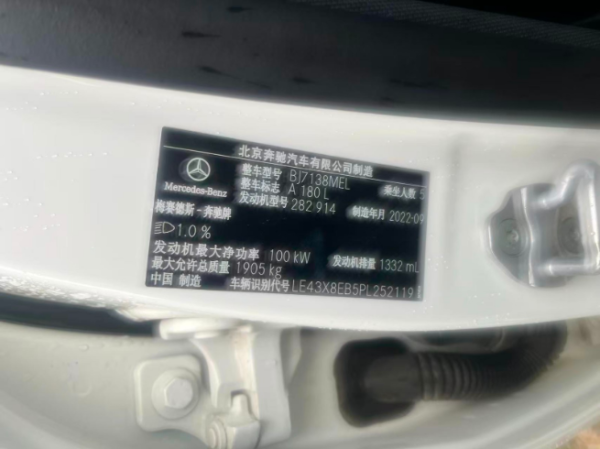 北京奔驰汽车有限公司制造
整车型号 BJ7138MEL 乘坐人数 5
整车标志 A 180 L
发动机型号 282 914 制造年月 2022-09
Mercedes-Benz
梅赛德斯-奔驰牌
1.0 %
发动机最大净功率 100 kW 发动机排量 1332 mL
最大允许总质量 1905 kg
中国 制造 车辆识别代号 LE43X8EB5PL252119